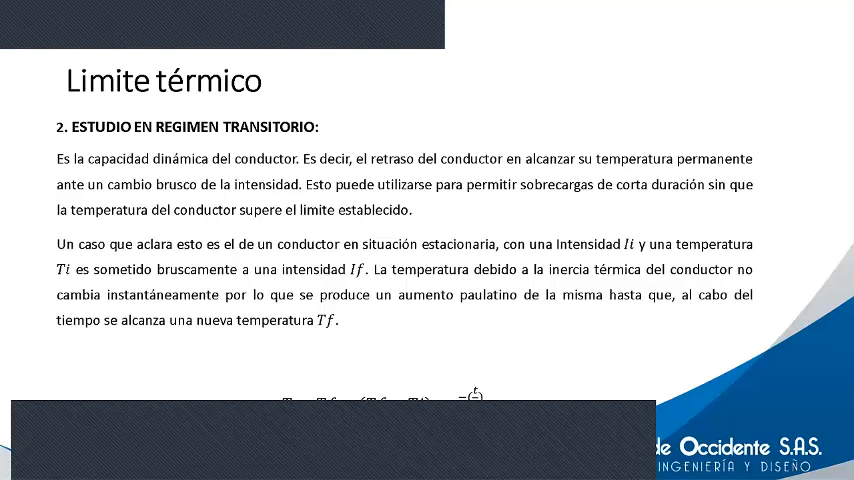 Limite térmico
2. ESTUDIO EN REGIMEN TRANSITORIO:
Es la capacidad dinámica del conductor. Es decir, el retraso del conductor en alcanzar su temperatura permanente
ante un cambio brusco de la intensidad. Esto puede utilizarse para permitir sobrecargas de corta duración sin que
la temperatura del conductor supere el limite establecido.
Un caso que aclara esto es el de un conductor en situación estacionaria, con una Intensidad Ii y una temperatura
Ti es sometido bruscamente a una intensidad If. La temperatura debido a la inercia térmica del conductor no
cambia instantáneamente por lo que se produce un aumento paulatino de la misma hasta que, al cabo del
tiempo se alcanza una nueva temperatura Tf.
de Occidente S.A.S.
INGENIERÍA Y DISEÑO